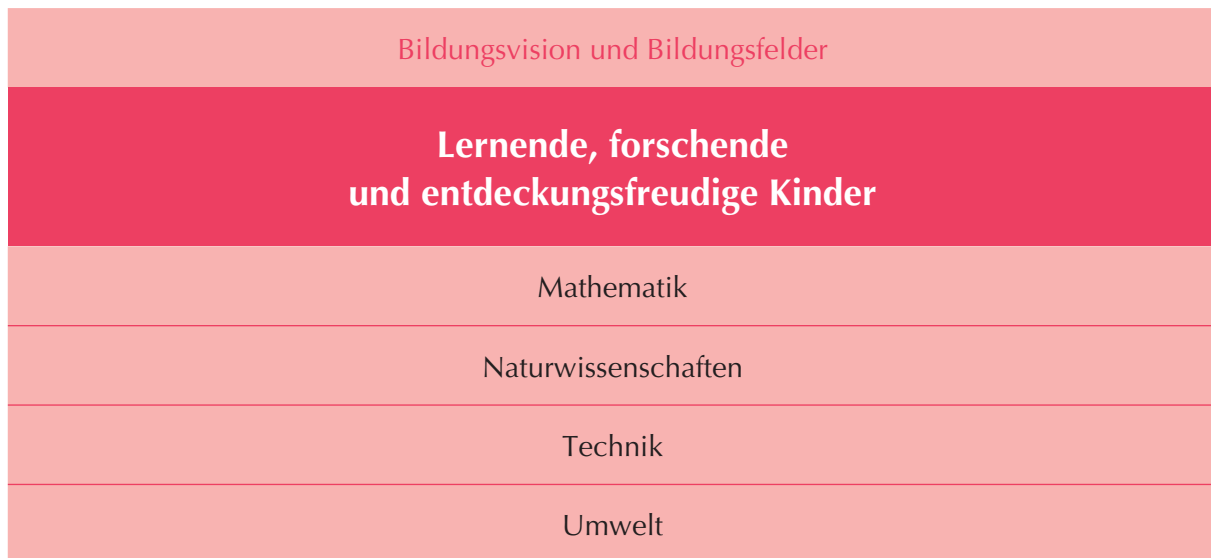 Bildungsvision und Bildungsfelder
Lernende, forschende
und entdeckungsfreudige Kinder
Mathematik
Naturwissenschaften
Technik
Umwelt